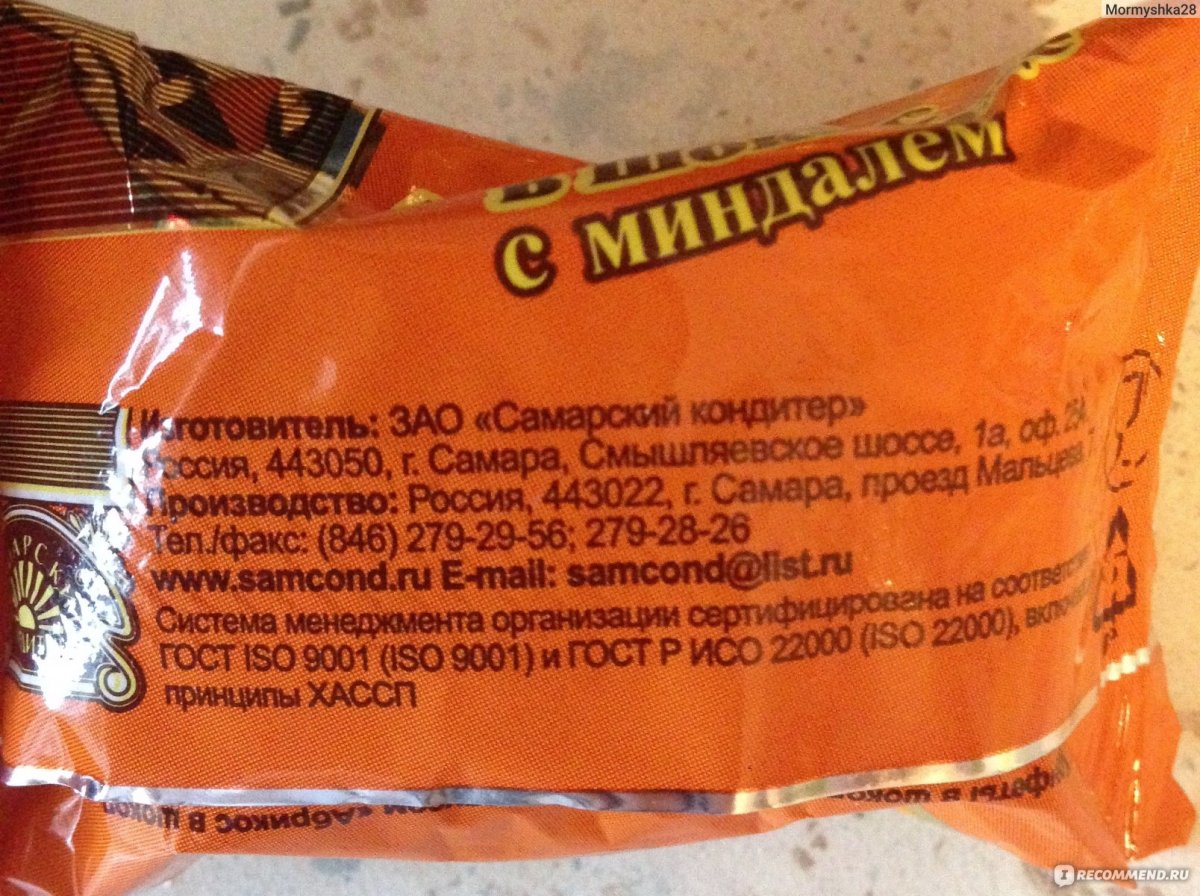 Mormyshka28
с миндалем
Изготовитель: ЗАО «Самарский кондитер»
Россия, 443050, г. Самара, Смышляевское шоссе, 1а, оф.
Производство: Россия, 443022, г. Самара, проезд Мальцева,
Тел./факс: (846) 279-29-56; 279-28-26
www.samcond.ru E-mail: samcond@list.ru
Система менеджмента организации сертифицирована на
ГОСТ ISO 9001 (ISO 9001) и ГОСТ Р ИСО 22000 (ISO 22000),
принципы ХАССП
абрикос в
в
IRECOMMEND.RU